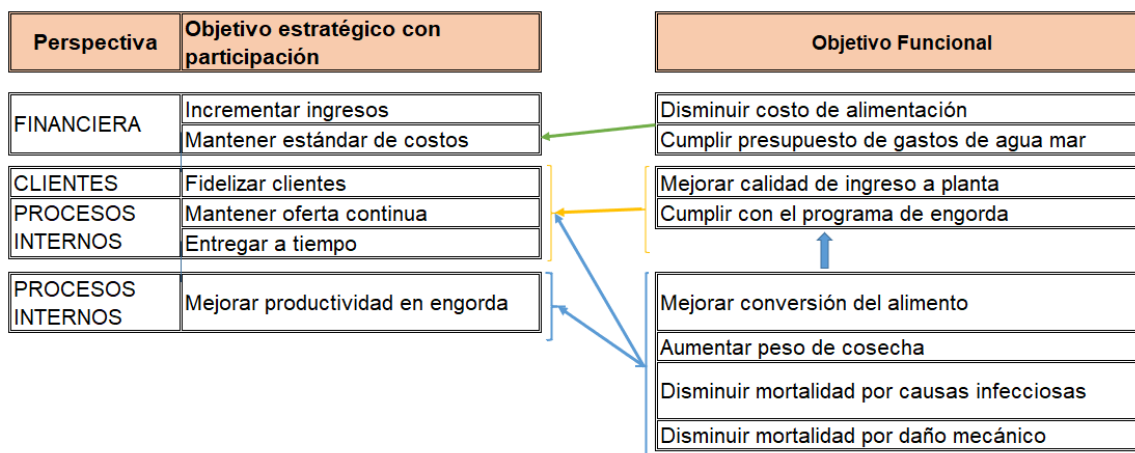 Perspectiva
Objetivo estratégico con
participación
Objetivo Funcional
FINANCIERA
Incrementar ingresos
Mantener estándar de costos
Disminuir costo de alimentación
Cumplir presupuesto de gastos de agua mar
CLIENTES
Fidelizar clientes
PROCESOS
INTERNOS
Mantener oferta continua
Entregar a tiempo
Mejorar calidad de ingreso a planta
Cumplir con el programa de engorda
PROCESOS
INTERNOS
Mejorar productividad en engorda
Mejorar conversión del alimento
Aumentar peso de cosecha
Disminuir mortalidad por causas infecciosas
Disminuir mortalidad por daño mecánico